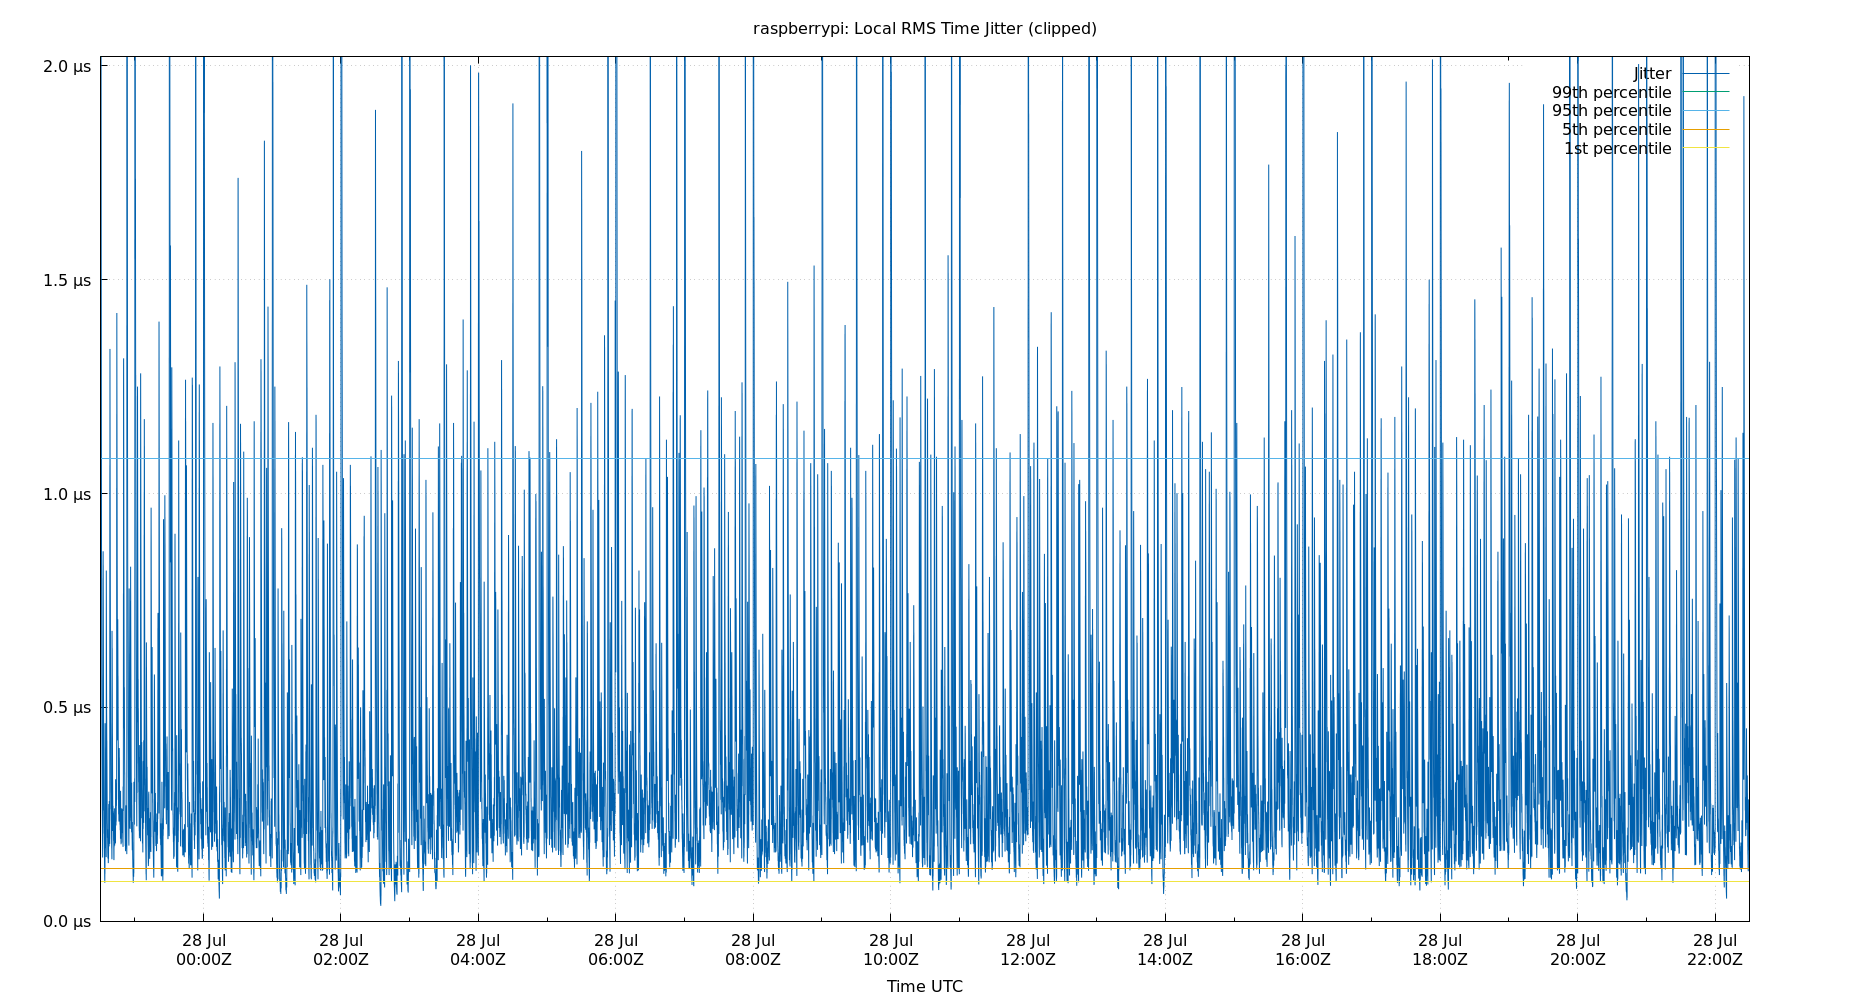 raspberrypi: Local RMS Time Jitter (clipped)
2.0 µs
1.5 µs
1.0 µs
0.5 µs
0.0 µs
Jitter
99th percentile
95th percentile
5th percentile
1st percentile
28 Jul 28 Jul 28 Jul 28 Jul 28 Jul 28 Jul 28 Jul 28 Jul 28 Jul 28 Jul 28 Jul 28 Jul
00:00Z 02:00Z 04:00Z 06:00Z 08:00Z 10:00Z 12:00Z 14:00Z 16:00Z 18:00Z 20:00Z 22:00Z
Time UTC